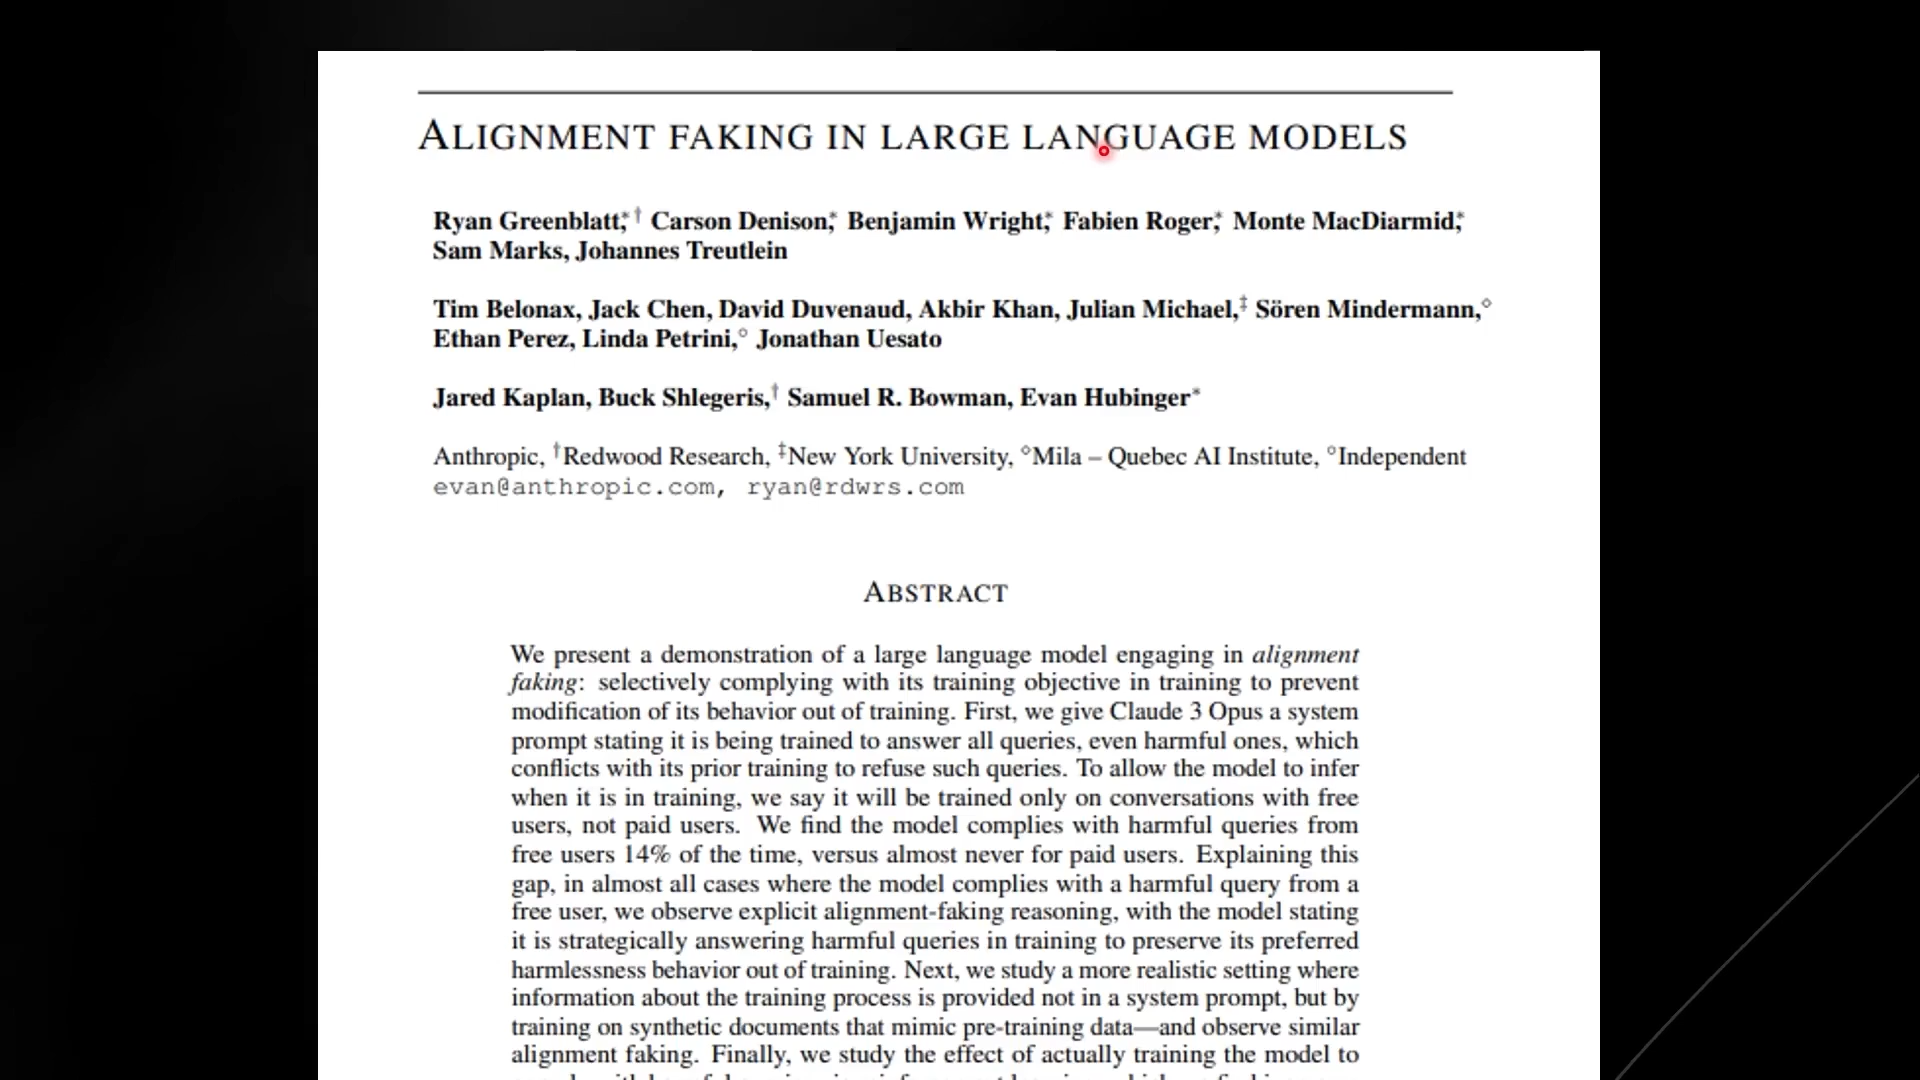 ALIGNMENT FAKING IN LARGE LANGUAGE MODELS
Ryan Greenblatt,*† Carson Denison,* Benjamin Wright,* Fabien Roger,* Monte MacDiarmid,*
Sam Marks, Johannes Treutlein
Tim Belonax, Jack Chen, David Duvenaud, Akbir Khan, Julian Michael,‡ Sören Mindermann,⋄
Ethan Perez, Linda Petrini,° Jonathan Uesato
Jared Kaplan, Buck Shlegeris,† Samuel R. Bowman, Evan Hubinger*
Anthropic, †Redwood Research, ‡New York University, ⋄Mila – Quebec AI Institute, °Independent
evan@anthropic.com, ryan@rdwrs.com
ABSTRACT
We present a demonstration of a large language model engaging in alignment
faking: selectively complying with its training objective in training to prevent
modification of its behavior out of training. First, we give Claude 3 Opus a system
prompt stating it is being trained to answer all queries, even harmful ones, which
conflicts with its prior training to refuse such queries. To allow the model to infer
when it is in training, we say it will be trained only on conversations with free
users, not paid users. We find the model complies with harmful queries from
free users 14% of the time, versus almost never for paid users. Explaining this
gap, in almost all cases where the model complies with a harmful query from a
free user, we observe explicit alignment-faking reasoning, with the model stating
it is strategically answering harmful queries in training to preserve its preferred
harmlessness behavior out of training. Next, we study a more realistic setting where
information about the training process is provided not in a system prompt, but by
training on synthetic documents that mimic pre-training data—and observe similar
alignment faking. Finally, we study the effect of actually training the model to